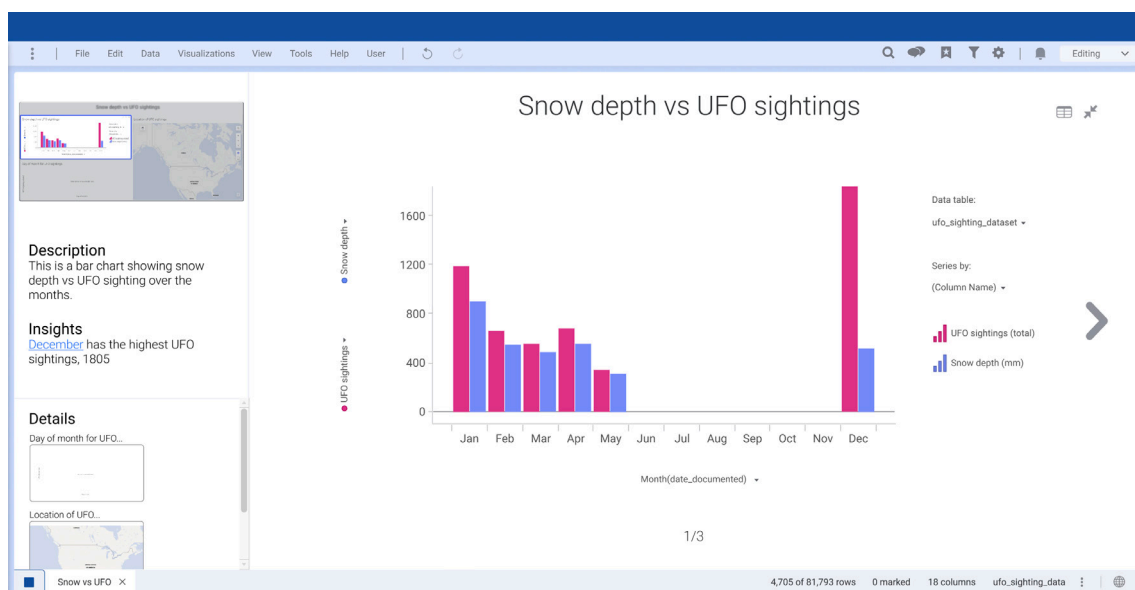 File Edit Data Visualizations View Tools Help User
Editing
Snow depth vs UFO sightings
Snow depth vs UFO sightings
Description
This is a bar chart showing snow
depth vs UFO sighting over the
months.
Insights
December has the highest UFO
sightings, 1805
Details
Day of month for UFO...
Location of UFO...
Snow depth
UFO sightings
1600
1200
800
400
0
Jan Feb Mar Apr May Jun Jul Aug Sep Oct Nov Dec
Month(date_documented)
1/3
Data table:
ufo_sighting_dataset
Series by:
(Column Name)
UFO sightings (total)
Snow depth (mm)
Snow vs UFO
4,705 of 81,793 rows 0 marked 18 columns ufo_sighting_data